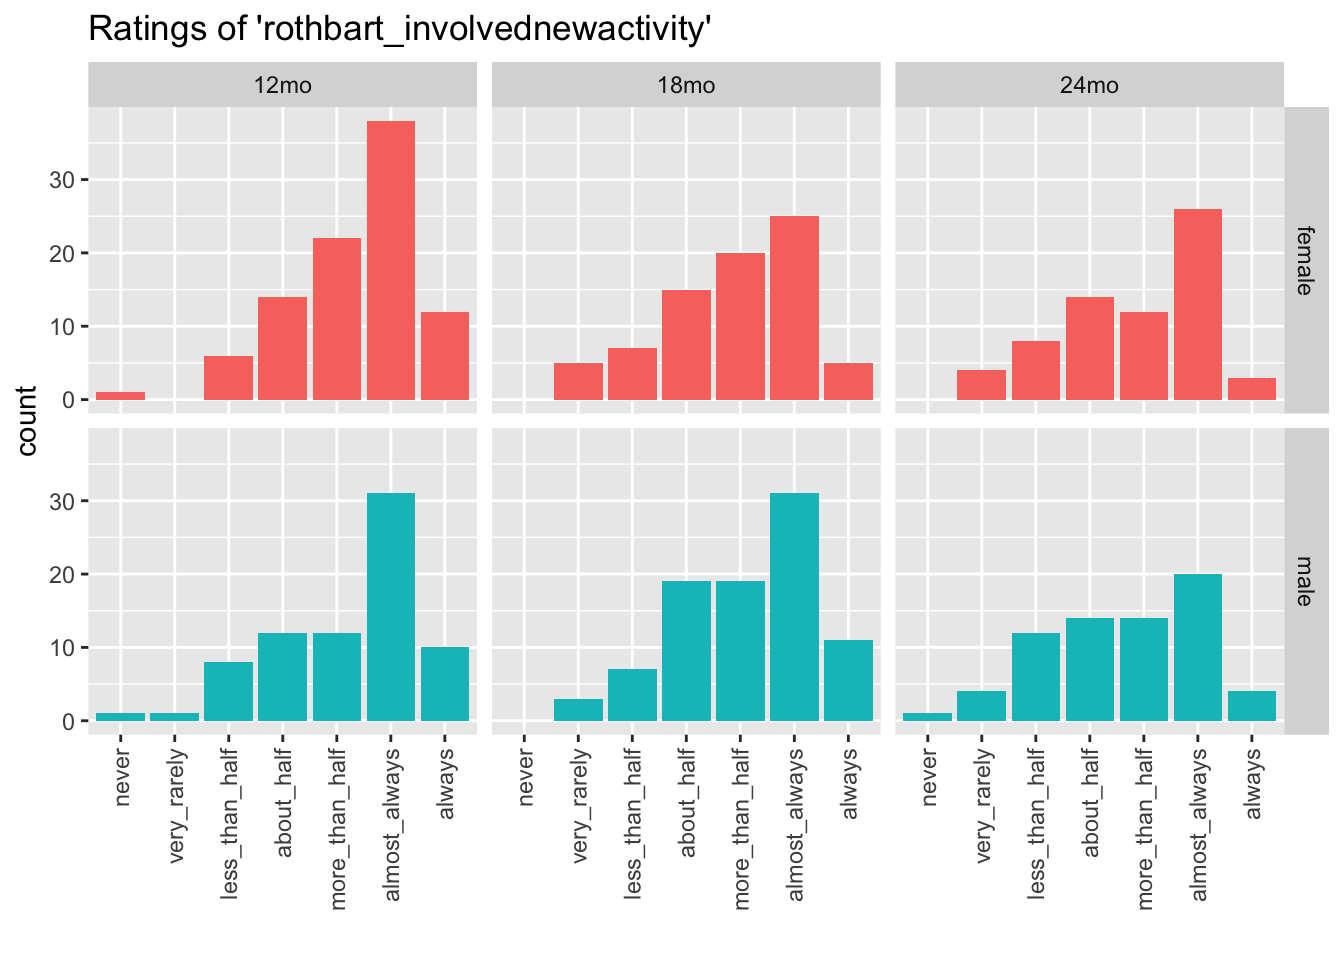 Ratings of 'rothbart_involvednewactivity'
12mo 18mo 24mo
30
20
10
0
female
count
30
20
10
0
male
never very_rarely less_than_half about_half more_than_half almost_always always
never very_rarely less_than_half about_half more_than_half almost_always always
never very_rarely less_than_half about_half more_than_half almost_always always